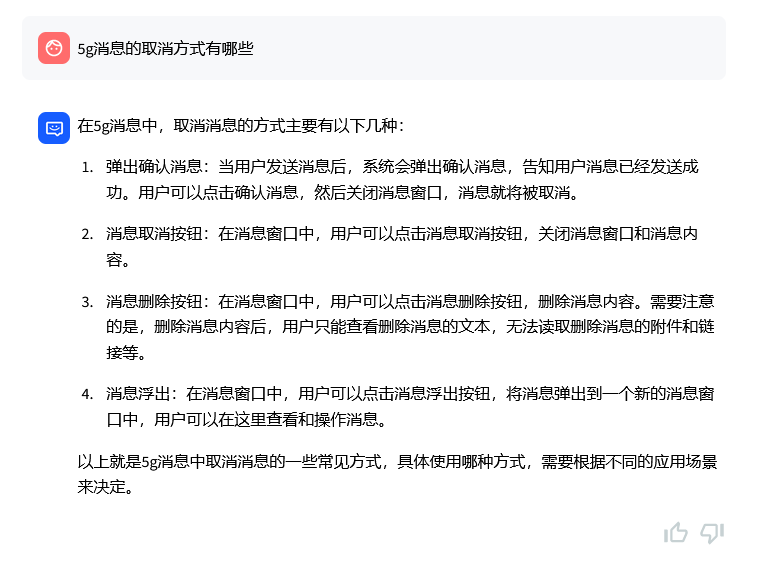 5g消息的取消方式有哪些
在5g消息中，取消消息的方式主要有以下几种：
1. 弹出确认消息：当用户发送消息后，系统会弹出确认消息，告知用户消息已经发送成
功。用户可以点击确认消息，然后关闭消息窗口，消息就将被取消。
2. 消息取消按钮：在消息窗口中，用户可以点击消息取消按钮，关闭消息窗口和消息内
容。
3. 消息删除按钮：在消息窗口中，用户可以点击消息删除按钮，删除消息内容。需要注意
的是，删除消息内容后，用户只能查看删除消息的文本，无法读取删除消息的附件和链
接等。
4. 消息浮出：在消息窗口中，用户可以点击消息浮出按钮，将消息弹出到一个新的消息窗
口中，用户可以在这里查看和操作消息。
以上就是5g消息中取消消息的一些常见方式，具体使用哪种方式，需要根据不同的应用场景
来决定。